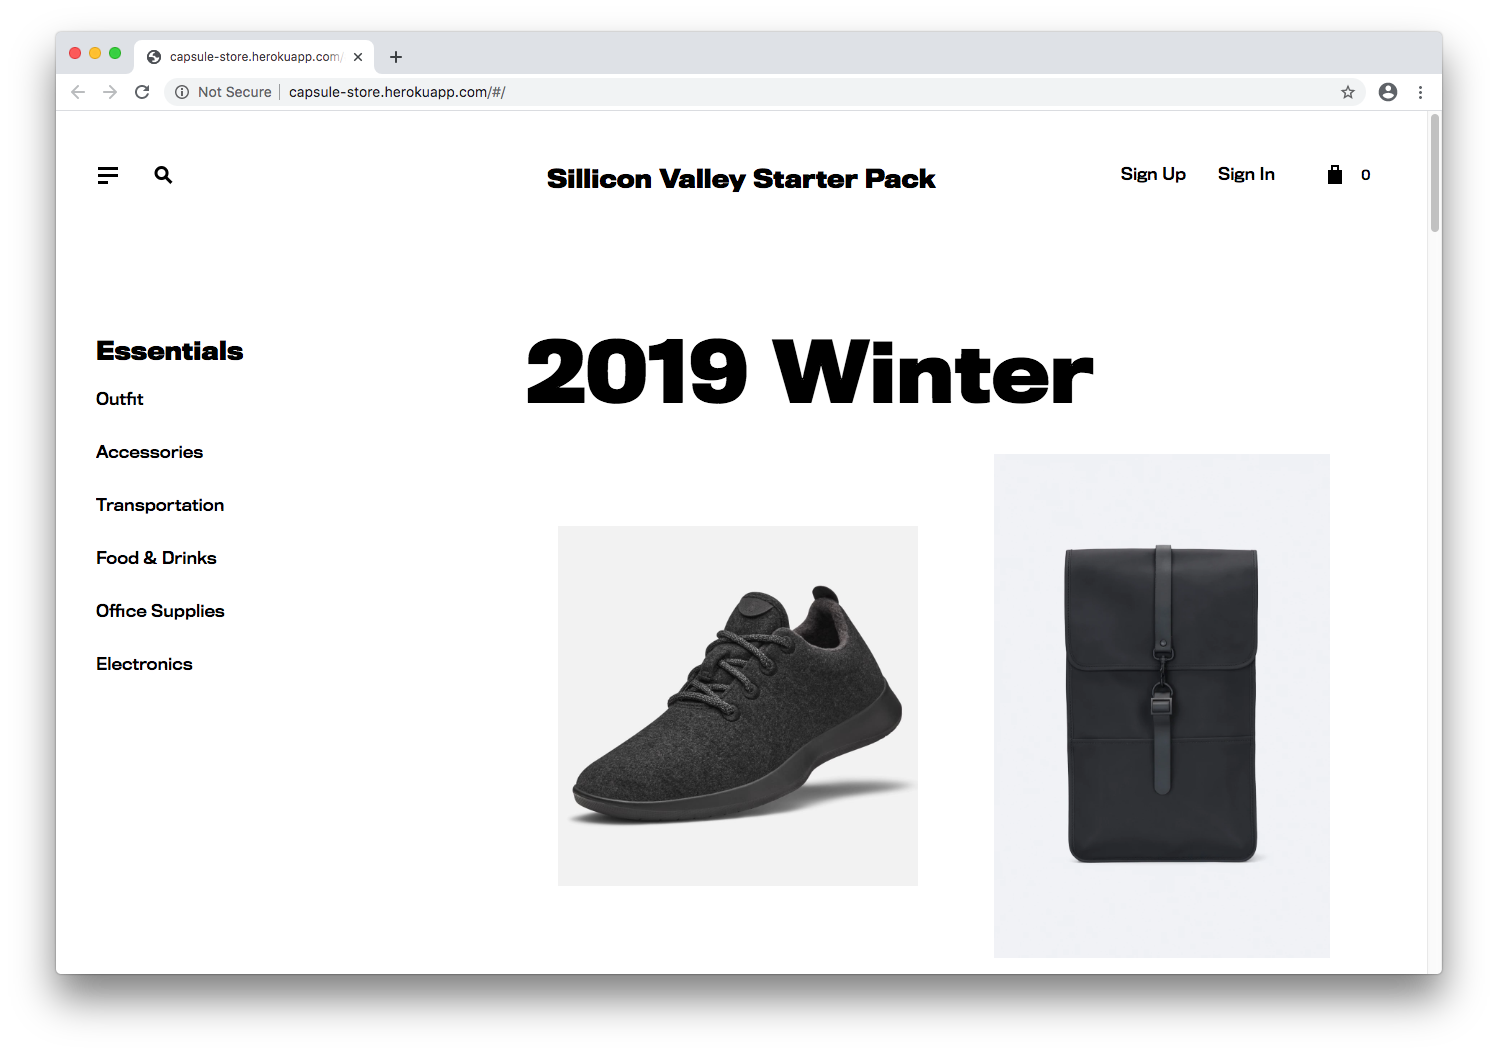 capsule-store.herokuapp.com/
Not Secure | capsule-store.herokuapp.com/#/
Sillicon Valley Starter Pack
Sign Up
Sign In
0
Essentials
Outfit
Accessories
Transportation
Food & Drinks
Office Supplies
Electronics
2019 Winter